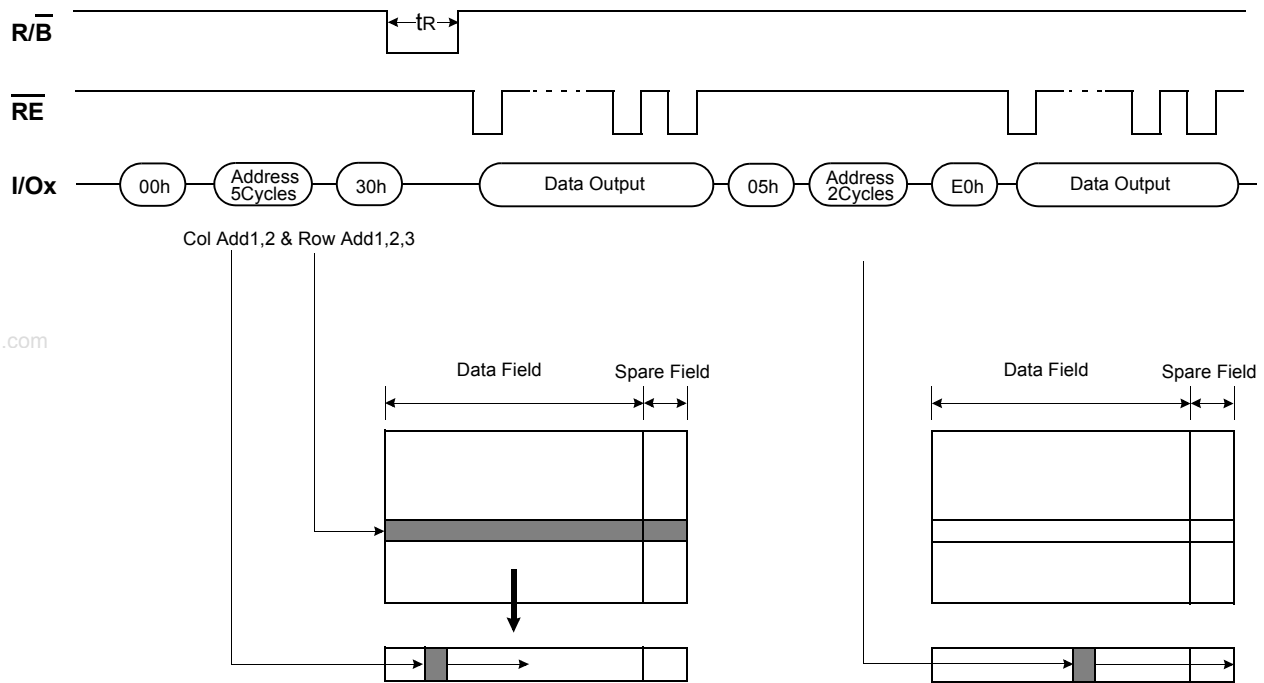 R/B
tR
RE
I/Ox
00h
Address
5Cycles
30h
Data Output
05h
Address
2Cycles
E0h
Data Output
Col Add1,2 & Row Add1,2,3
.com
Data Field
Spare Field
Data Field
Spare Field